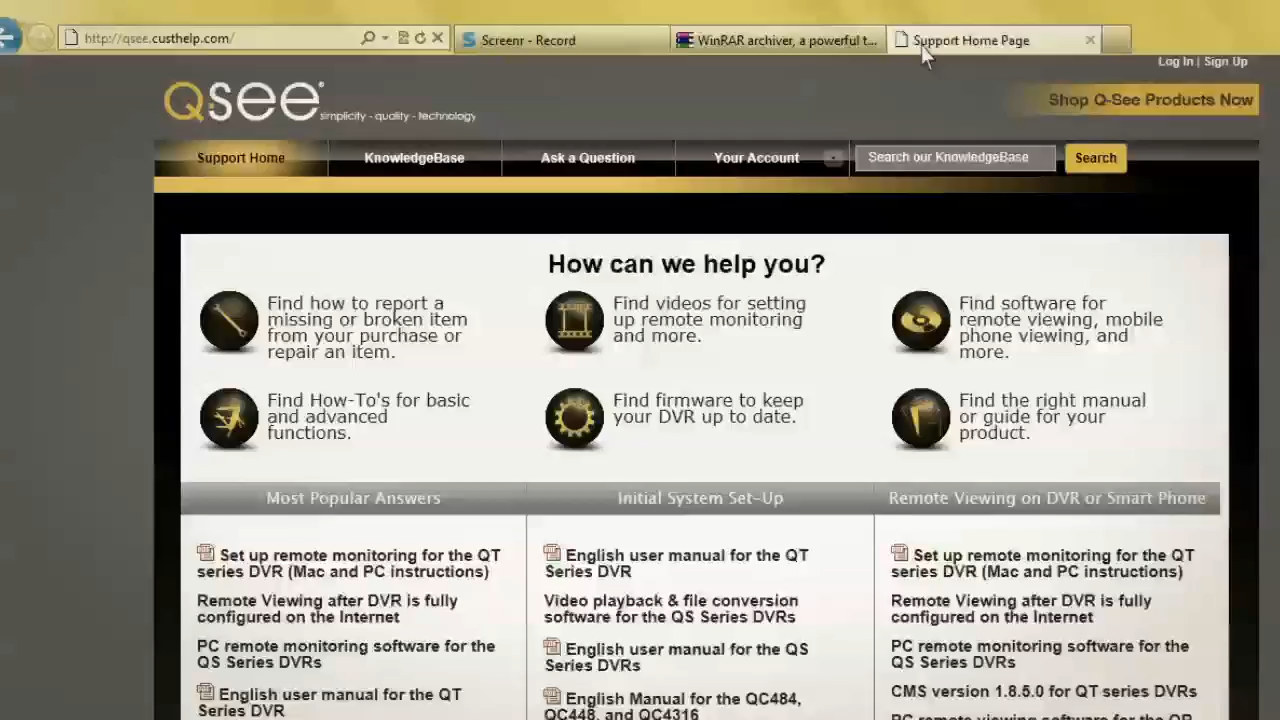 http://qsee.custhelp.com/
Screenr - Record
WinRAR archiver, a powerful t...
Support Home Page
Log In | Sign Up
Q-See
simplicity - quality - technology
Shop Q-See Products Now
Support Home
KnowledgeBase
Ask a Question
Your Account
Search our KnowledgeBase
Search
How can we help you?
Find how to report a
missing or broken item
from your purchase or
repair an item.
Find videos for setting
up remote monitoring
and more.
Find software for
remote viewing, mobile
phone viewing, and
more.
Find How-To's for basic
and advanced
functions.
Find firmware to keep
your DVR up to date.
Find the right manual
or guide for your
product.
Most Popular Answers
Set up remote monitoring for the QT
series DVR (Mac and PC instructions)
Remote Viewing after DVR is fully
configured on the Internet
PC remote monitoring software for the
QS Series DVRs
English user manual for the QT
Series DVR
Initial System Set-Up
English user manual for the QT
Series DVR
Video playback & file conversion
software for the QS Series DVRs
English user manual for the QS
Series DVRs
English Manual for the QC484,
QC448, and QC4316
Remote Viewing on DVR or Smart Phone
Set up remote monitoring for the QT
series DVR (Mac and PC instructions)
Remote Viewing after DVR is fully
configured on the Internet
PC remote monitoring software for the
QS Series DVRs
CMS version 1.8.5.0 for QT series DVRs
PC remote viewing software for the